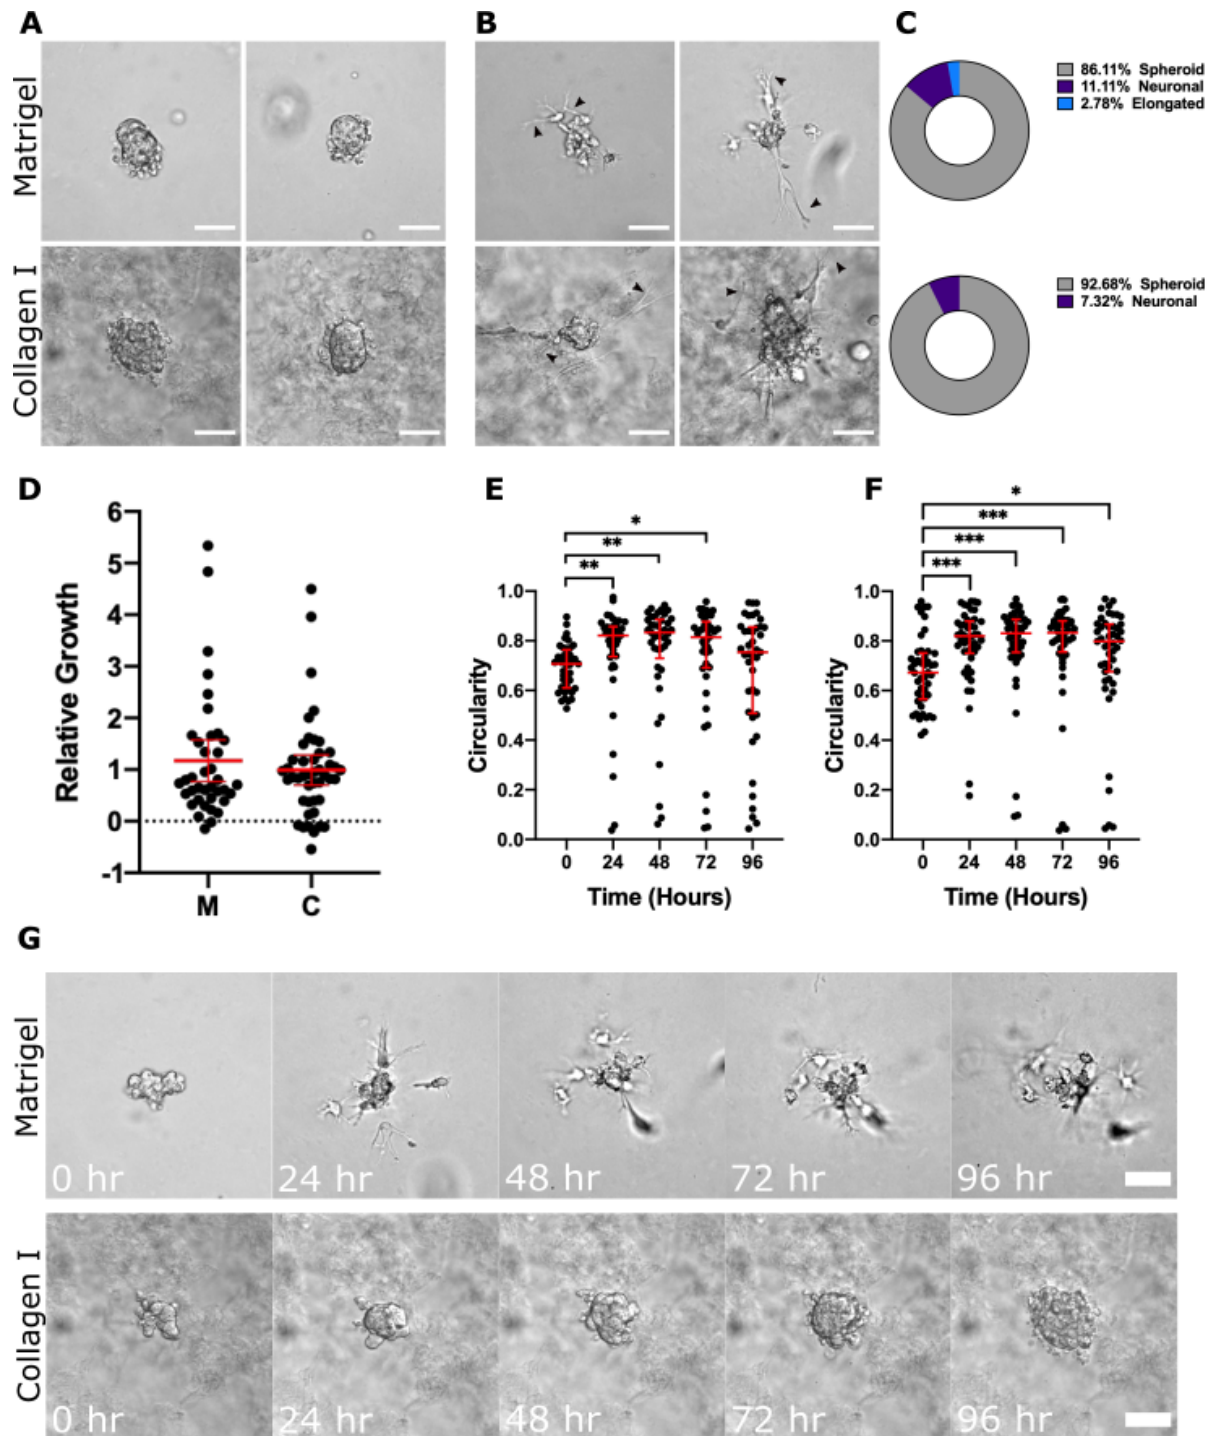 A
B
C
Matrigel
Collagen I
86.11% Spheroid
11.11% Neuronal
2.78% Elongated
92.68% Spheroid
7.32% Neuronal
D
Relative Growth
6
5
4
3
2
1
0
-1
M
C
E
*
**
**
Circularity
1.0
0.8
0.6
0.4
0.2
0.0
0 24 48 72 96
Time (Hours)
F
*
***
***
***
Circularity
1.0
0.8
0.6
0.4
0.2
0.0
0 24 48 72 96
Time (Hours)
G
Matrigel
0 hr 24 hr 48 hr 72 hr 96 hr
Collagen I
0 hr 24 hr 48 hr 72 hr 96 hr